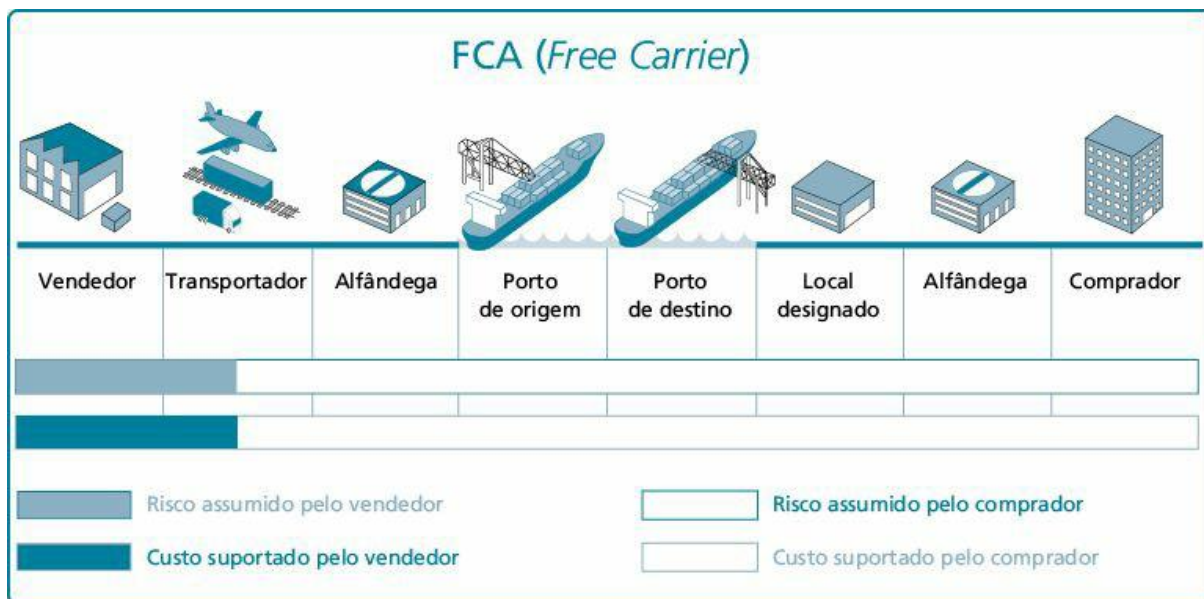 FCA (Free Carrier)
Vendedor
Transportador
Alfândega
Porto
de origem
Porto
de destino
Local
designado
Alfândega
Comprador
Risco assumido pelo vendedor
Risco assumido pelo comprador
Custo suportado pelo vendedor
Custo suportado pelo comprador